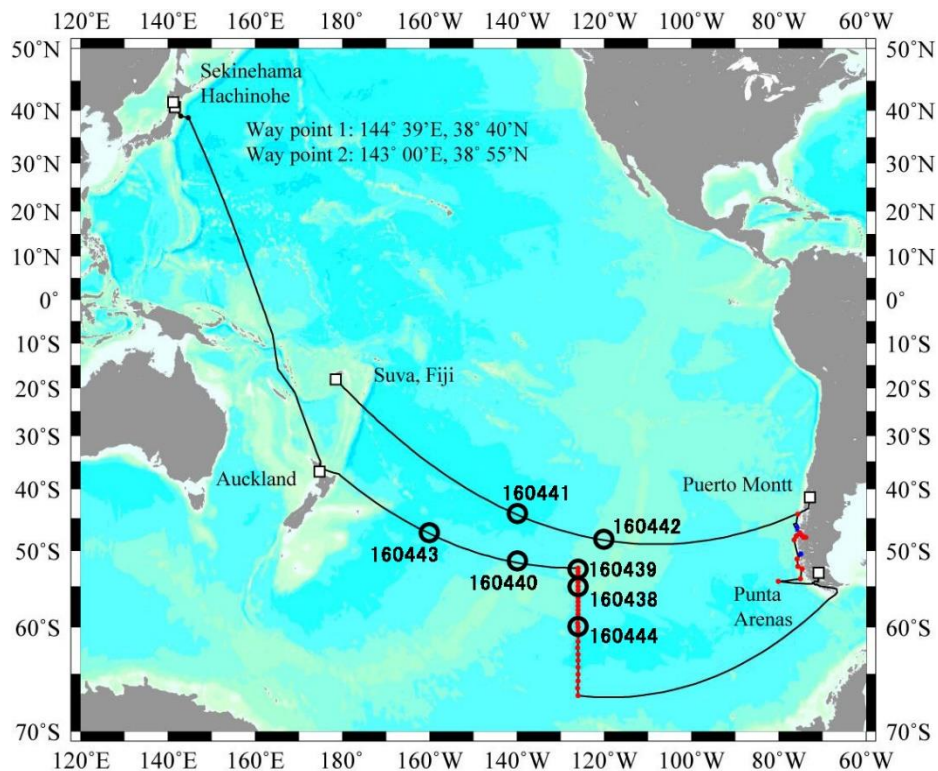 120°E 140°E 160°E 180° 160°W 140°W 120°W 100°W 80°W 60°W
50°N 50°N
Sekinehama
Hachinohe
40°N 40°N
Way point 1: 144° 39'E, 38° 40'N
Way point 2: 143° 00'E, 38° 55'N
30°N 30°N
20°N 20°N
10°N 10°N
0° 0°
10°S 10°S
Suva, Fiji
20°S 20°S
30°S 30°S
Auckland
Puerto Montt
160441
40°S 40°S
160442
160443
50°S 50°S
160440
160439
160438
Punta
Arenas
160444
60°S 60°S
70°S 70°S
120°E 140°E 160°E 180° 160°W 140°W 120°W 100°W 80°W 60°W